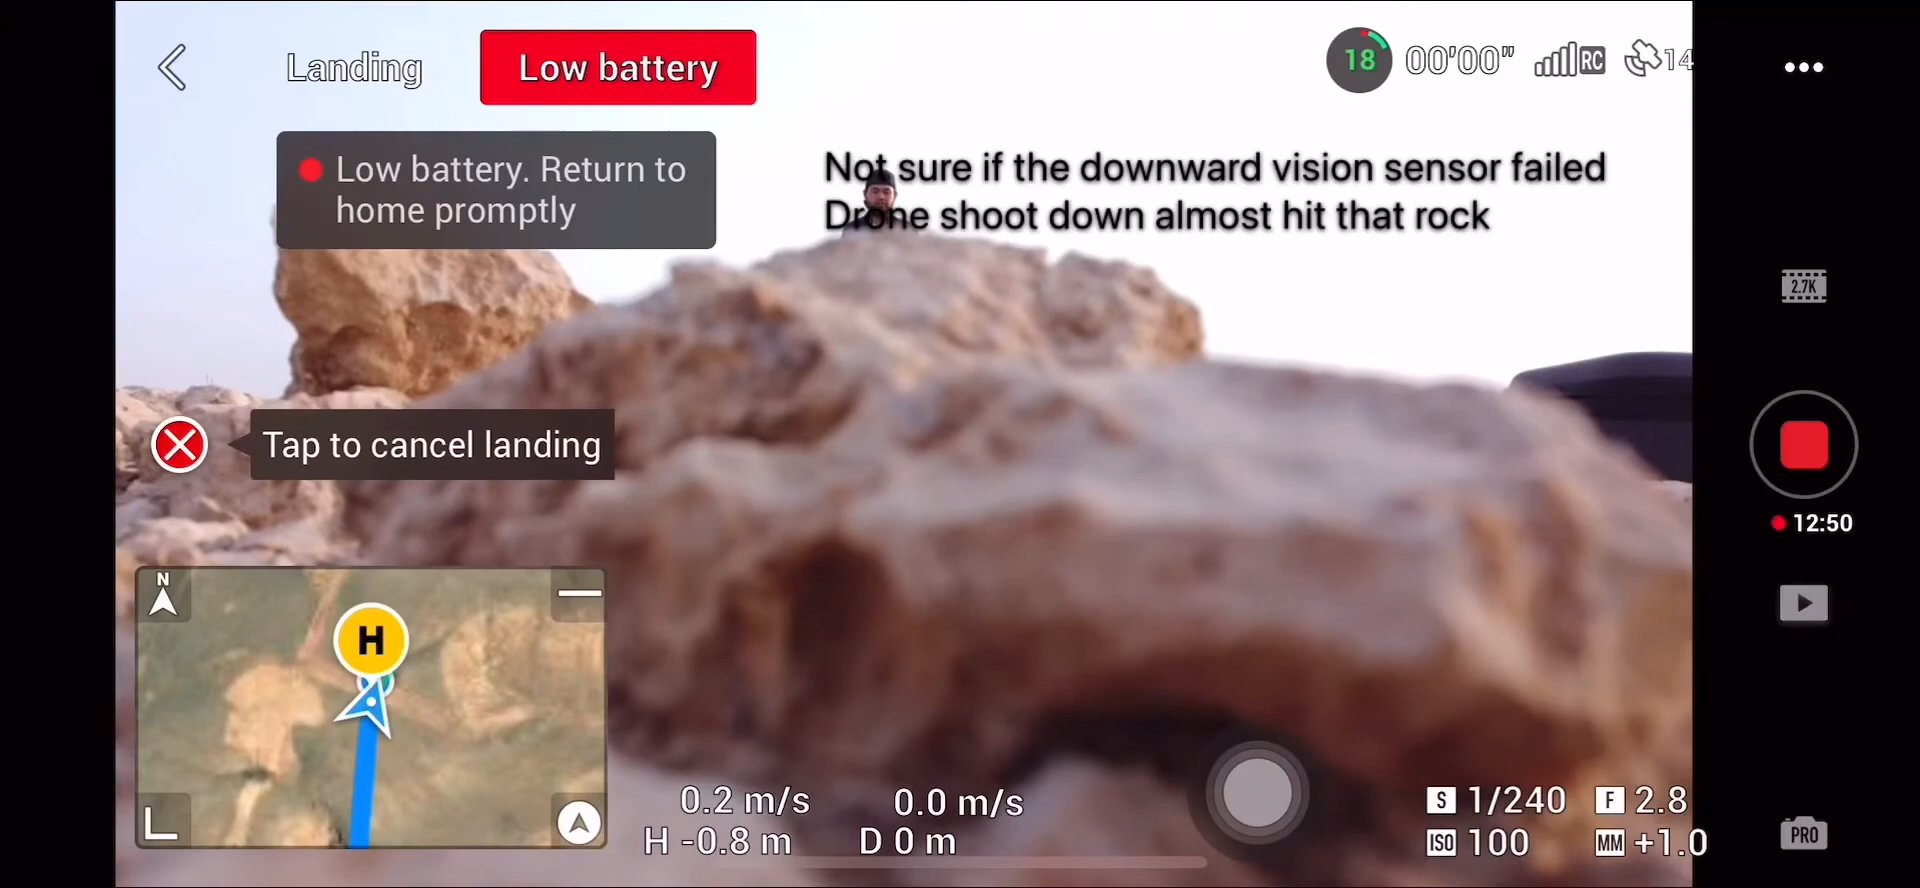 Landing
Low battery
18
00'00"
RC
14
Low battery. Return to
home promptly
Not sure if the downward vision sensor failed
Drone shoot down almost hit that rock
2.7K
Tap to cancel landing
12:50
N
H
0.2 m/s
0.0 m/s
H -0.8 m
D 0 m
S 1/240
F 2.8
ISO 100
MM +1.0
PRO